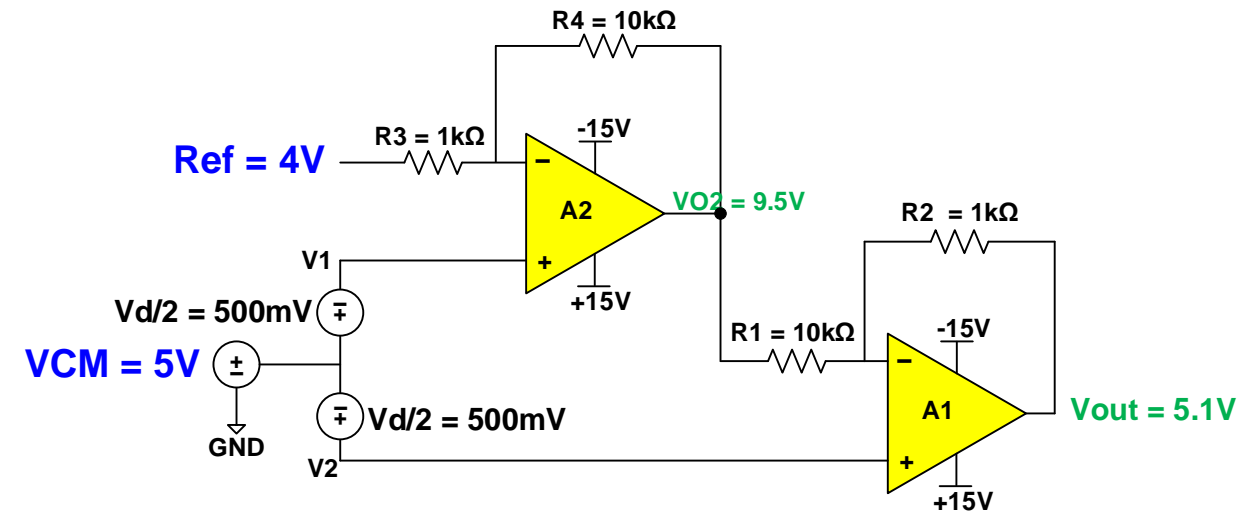 R4 = 10kΩ
R3 = 1kΩ
-15V
Ref = 4V
−
A2
VO2 = 9.5V
R2 = 1kΩ
V1
+
+15V
Vd/2 = 500mV
R1 = 10kΩ
-15V
VCM = 5V
−
Vd/2 = 500mV
A1
Vout = 5.1V
GND
V2
+
+15V